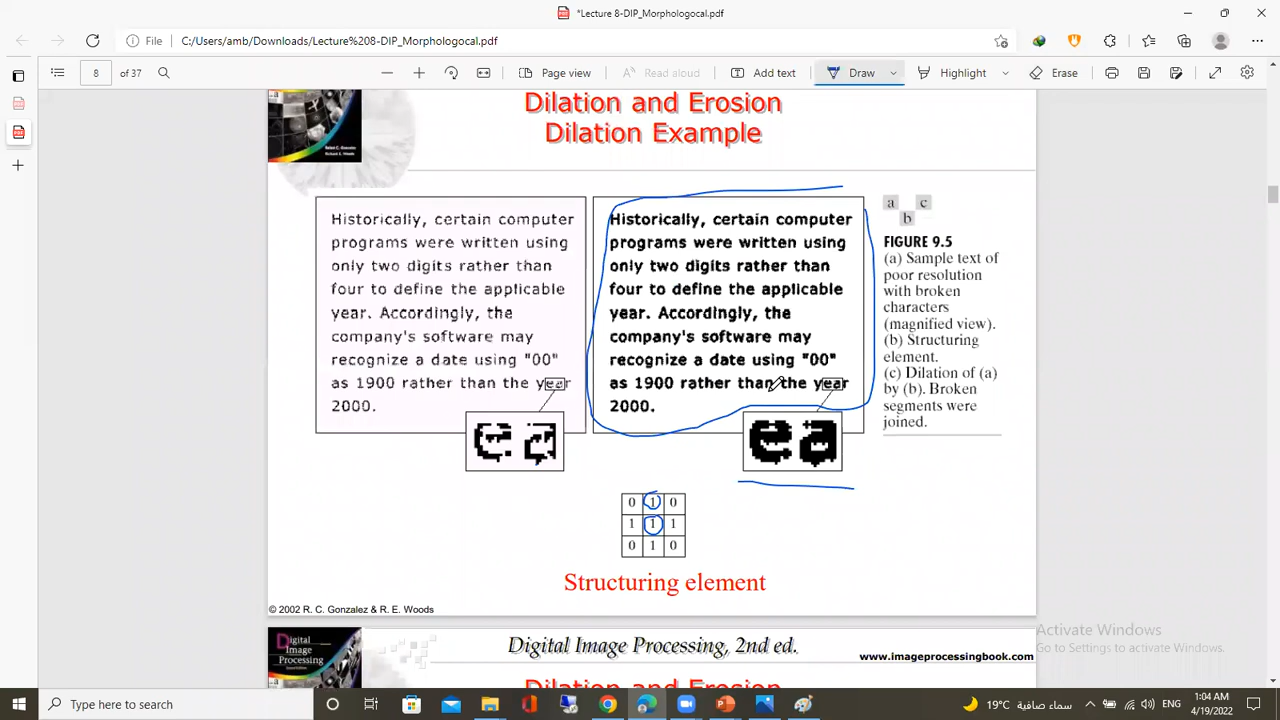 *Lecture 8-DIP_Morphologocal.pdf
File
C:/Users/amb/Downloads/Lecture%208-DIP_Morphologocal.pdf
8 of 37
Page view
Read aloud
Add text
Draw
Highlight
Erase
Dilation and Erosion
Dilation Example
Historically, certain computer
programs were written using
only two digits rather than
four to define the applicable
year. Accordingly, the
company's software may
recognize a date using "00"
as 1900 rather than the year
2000.
ea
Historically, certain computer
programs were written using
only two digits rather than
four to define the applicable
year. Accordingly, the
company's software may
recognize a date using "00"
as 1900 rather than the year
2000.
ea
a c
b
FIGURE 9.5
(a) Sample text of
poor resolution
with broken
characters
(magnified view).
(b) Structuring
element.
(c) Dilation of (a)
by (b). Broken
segments were
joined.
0 1 0
1 1 1
0 1 0
Structuring element
© 2002 R. C. Gonzalez & R. E. Woods
Activate Windows
Go to Settings to activate Windows.
Digital
Image
Processing
Digital Image Processing, 2nd ed.
www.imageprocessingbook.com
Dilation and Erosion
Type here to search
19°C سماء صافية
ENG
1:04 AM
4/19/2022